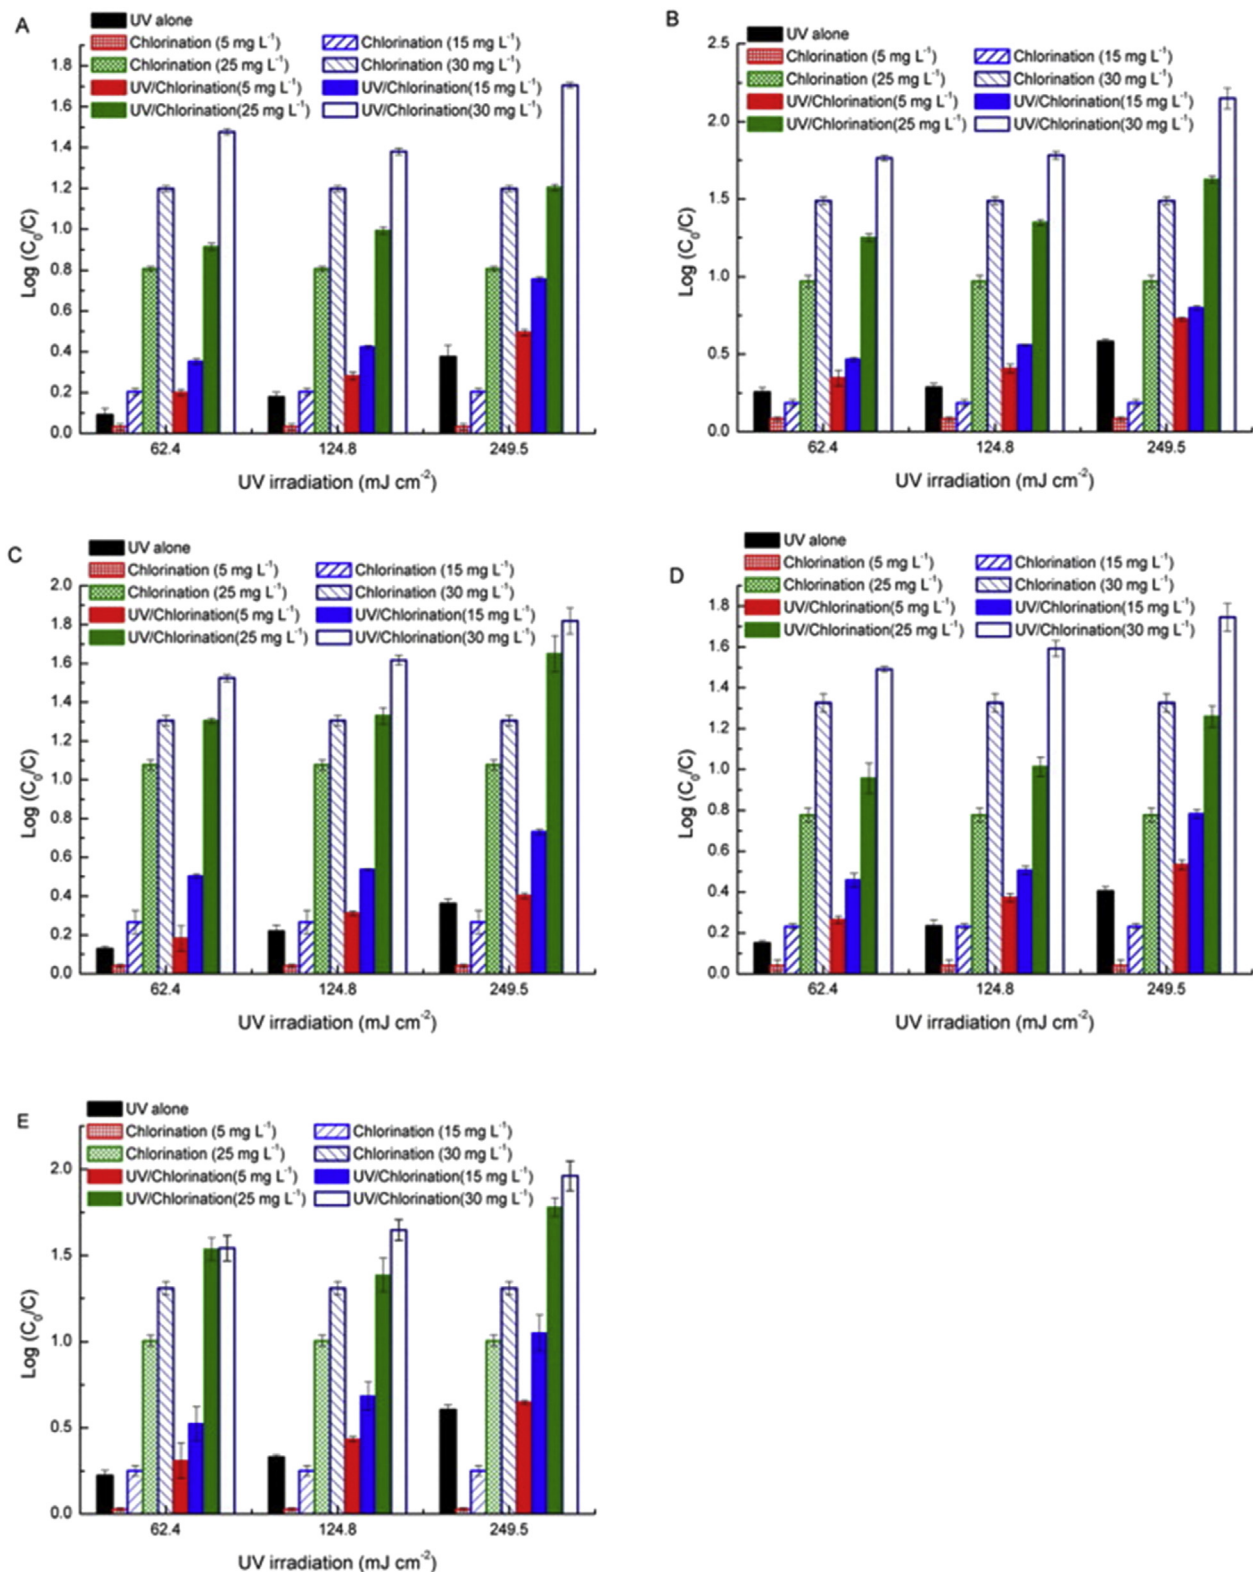 A
UV alone
Chlorination (5 mg L⁻¹) Chlorination (15 mg L⁻¹)
Chlorination (25 mg L⁻¹) Chlorination (30 mg L⁻¹)
UV/Chlorination(5 mg L⁻¹) UV/Chlorination(15 mg L⁻¹)
UV/Chlorination(25 mg L⁻¹) UV/Chlorination(30 mg L⁻¹)
1.8
1.6
1.4
1.2
1.0
0.8
0.6
0.4
0.2
0.0
Log (C₀/C)
62.4 124.8 249.5
UV irradiation (mJ cm⁻²)
B
UV alone
Chlorination (5 mg L⁻¹) Chlorination (15 mg L⁻¹)
Chlorination (25 mg L⁻¹) Chlorination (30 mg L⁻¹)
UV/Chlorination(5 mg L⁻¹) UV/Chlorination(15 mg L⁻¹)
UV/Chlorination(25 mg L⁻¹) UV/Chlorination(30 mg L⁻¹)
2.5
2.0
1.5
1.0
0.5
0.0
Log (C₀/C)
62.4 124.8 249.5
UV irradiation (mJ cm⁻²)
C
UV alone
Chlorination (5 mg L⁻¹) Chlorination (15 mg L⁻¹)
Chlorination (25 mg L⁻¹) Chlorination (30 mg L⁻¹)
UV/Chlorination(5 mg L⁻¹) UV/Chlorination(15 mg L⁻¹)
UV/Chlorination(25 mg L⁻¹) UV/Chlorination(30 mg L⁻¹)
2.0
1.8
1.6
1.4
1.2
1.0
0.8
0.6
0.4
0.2
0.0
Log (C₀/C)
62.4 124.8 249.5
UV irradiation (mJ cm⁻²)
D
UV alone
Chlorination (5 mg L⁻¹) Chlorination (15 mg L⁻¹)
Chlorination (25 mg L⁻¹) Chlorination (30 mg L⁻¹)
UV/Chlorination(5 mg L⁻¹) UV/Chlorination(15 mg L⁻¹)
UV/Chlorination(25 mg L⁻¹) UV/Chlorination(30 mg L⁻¹)
1.8
1.6
1.4
1.2
1.0
0.8
0.6
0.4
0.2
0.0
Log (C₀/C)
62.4 124.8 249.5
UV irradiation (mJ cm⁻²)
E
UV alone
Chlorination (5 mg L⁻¹) Chlorination (15 mg L⁻¹)
Chlorination (25 mg L⁻¹) Chlorination (30 mg L⁻¹)
UV/Chlorination(5 mg L⁻¹) UV/Chlorination(15 mg L⁻¹)
UV/Chlorination(25 mg L⁻¹) UV/Chlorination(30 mg L⁻¹)
2.0
1.5
1.0
0.5
0.0
Log (C₀/C)
62.4 124.8 249.5
UV irradiation (mJ cm⁻²)